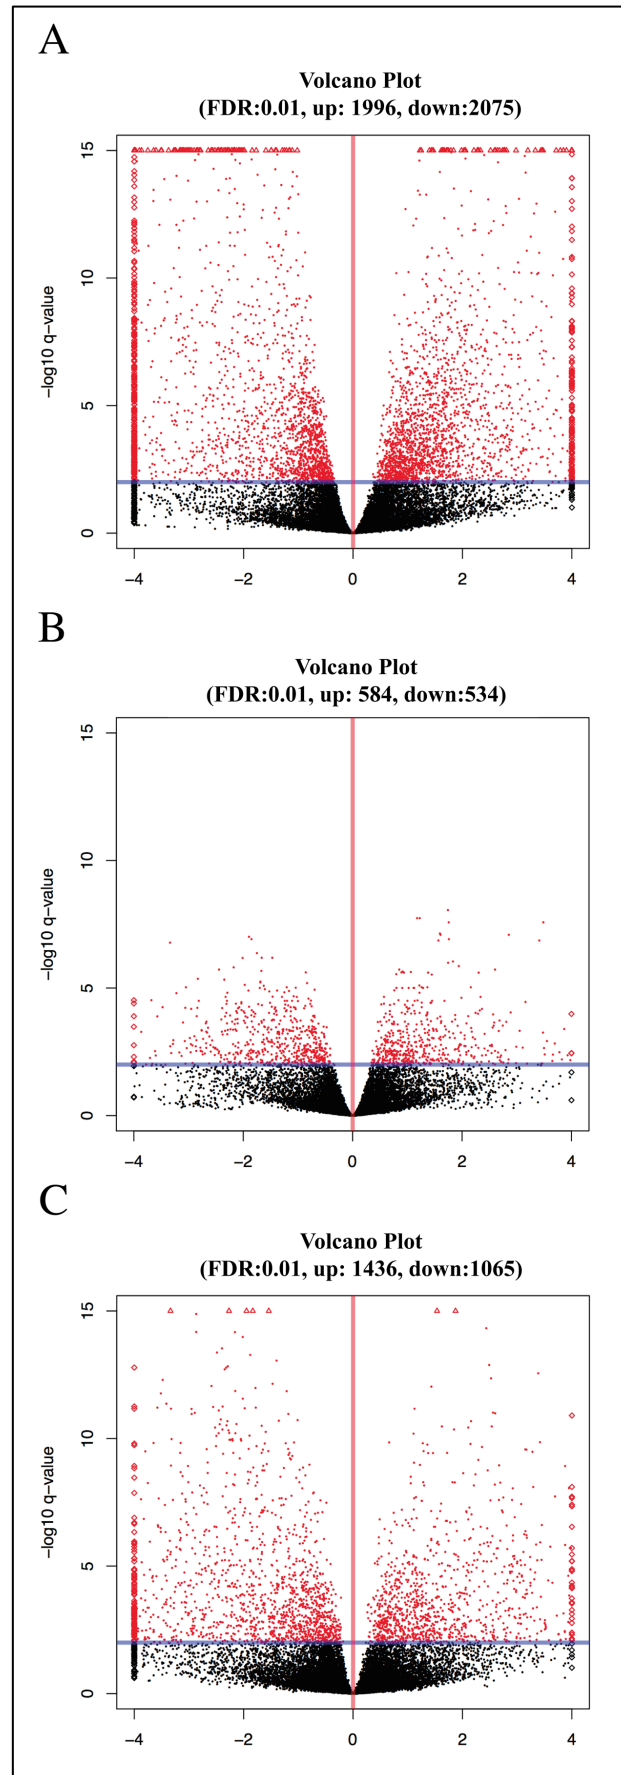 A
Volcano Plot
(FDR:0.01, up: 1996, down:2075)
15
10
5
0
-log10 q-value
-4 -2 0 2 4
B
Volcano Plot
(FDR:0.01, up: 584, down:534)
15
10
5
0
-log10 q-value
-4 -2 0 2 4
C
Volcano Plot
(FDR:0.01, up: 1436, down:1065)
15
10
5
0
-log10 q-value
-4 -2 0 2 4